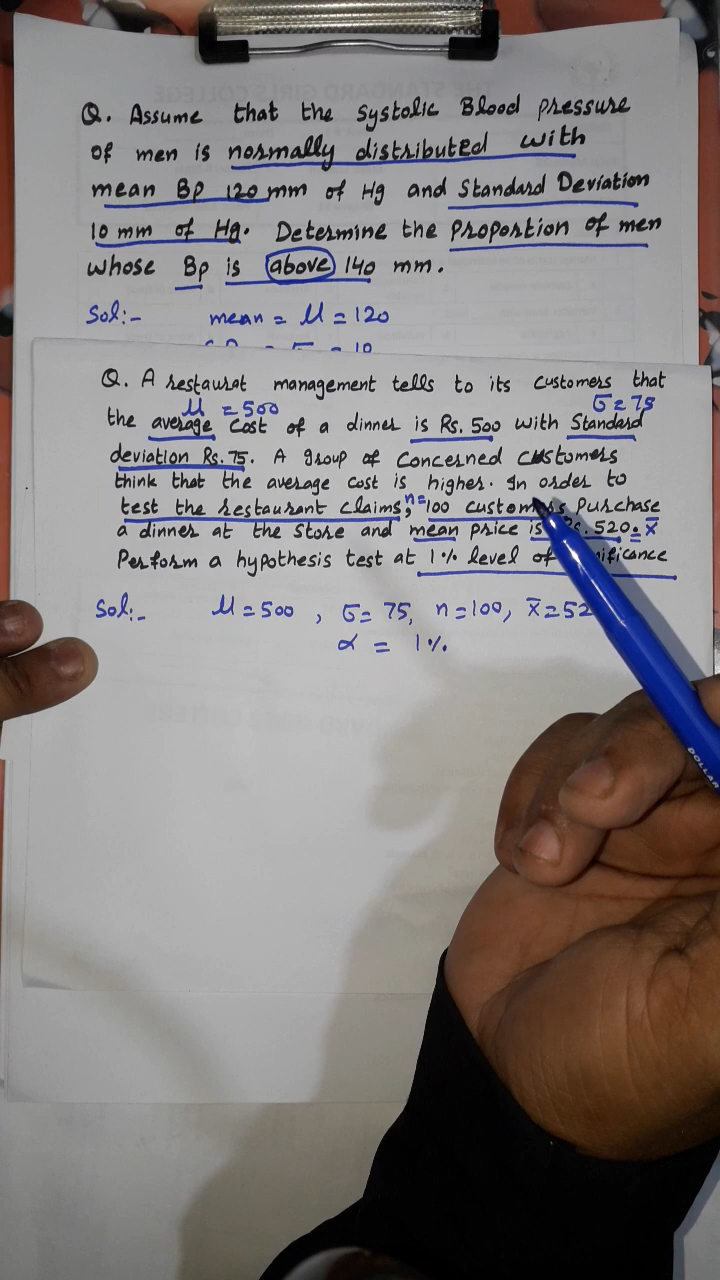 Q. Assume that the Systolic Blood pressure
of men is normally distributed with
mean Bp 120 mm of Hg and Standard Deviation
10 mm of Hg. Determine the proportion of men
whose Bp is above 140 mm.
Sol:- mean = μ = 120
10
Q. A restaurat management tells to its customers that
μ = 500 σ = 75
the average cost of a dinner is Rs. 500 with Standard
deviation Rs. 75. A group of concerned customers
think that the average cost is higher. In order to
test the restaurant claims, n= 100 customers purchase
a dinner at the store and mean price is Rs. 520. = x̄
Perform a hypothesis test at 1% level of
Sol:- μ = 500 , σ = 75, n = 100, x̄ = 52
α = 1%
DOLLAR